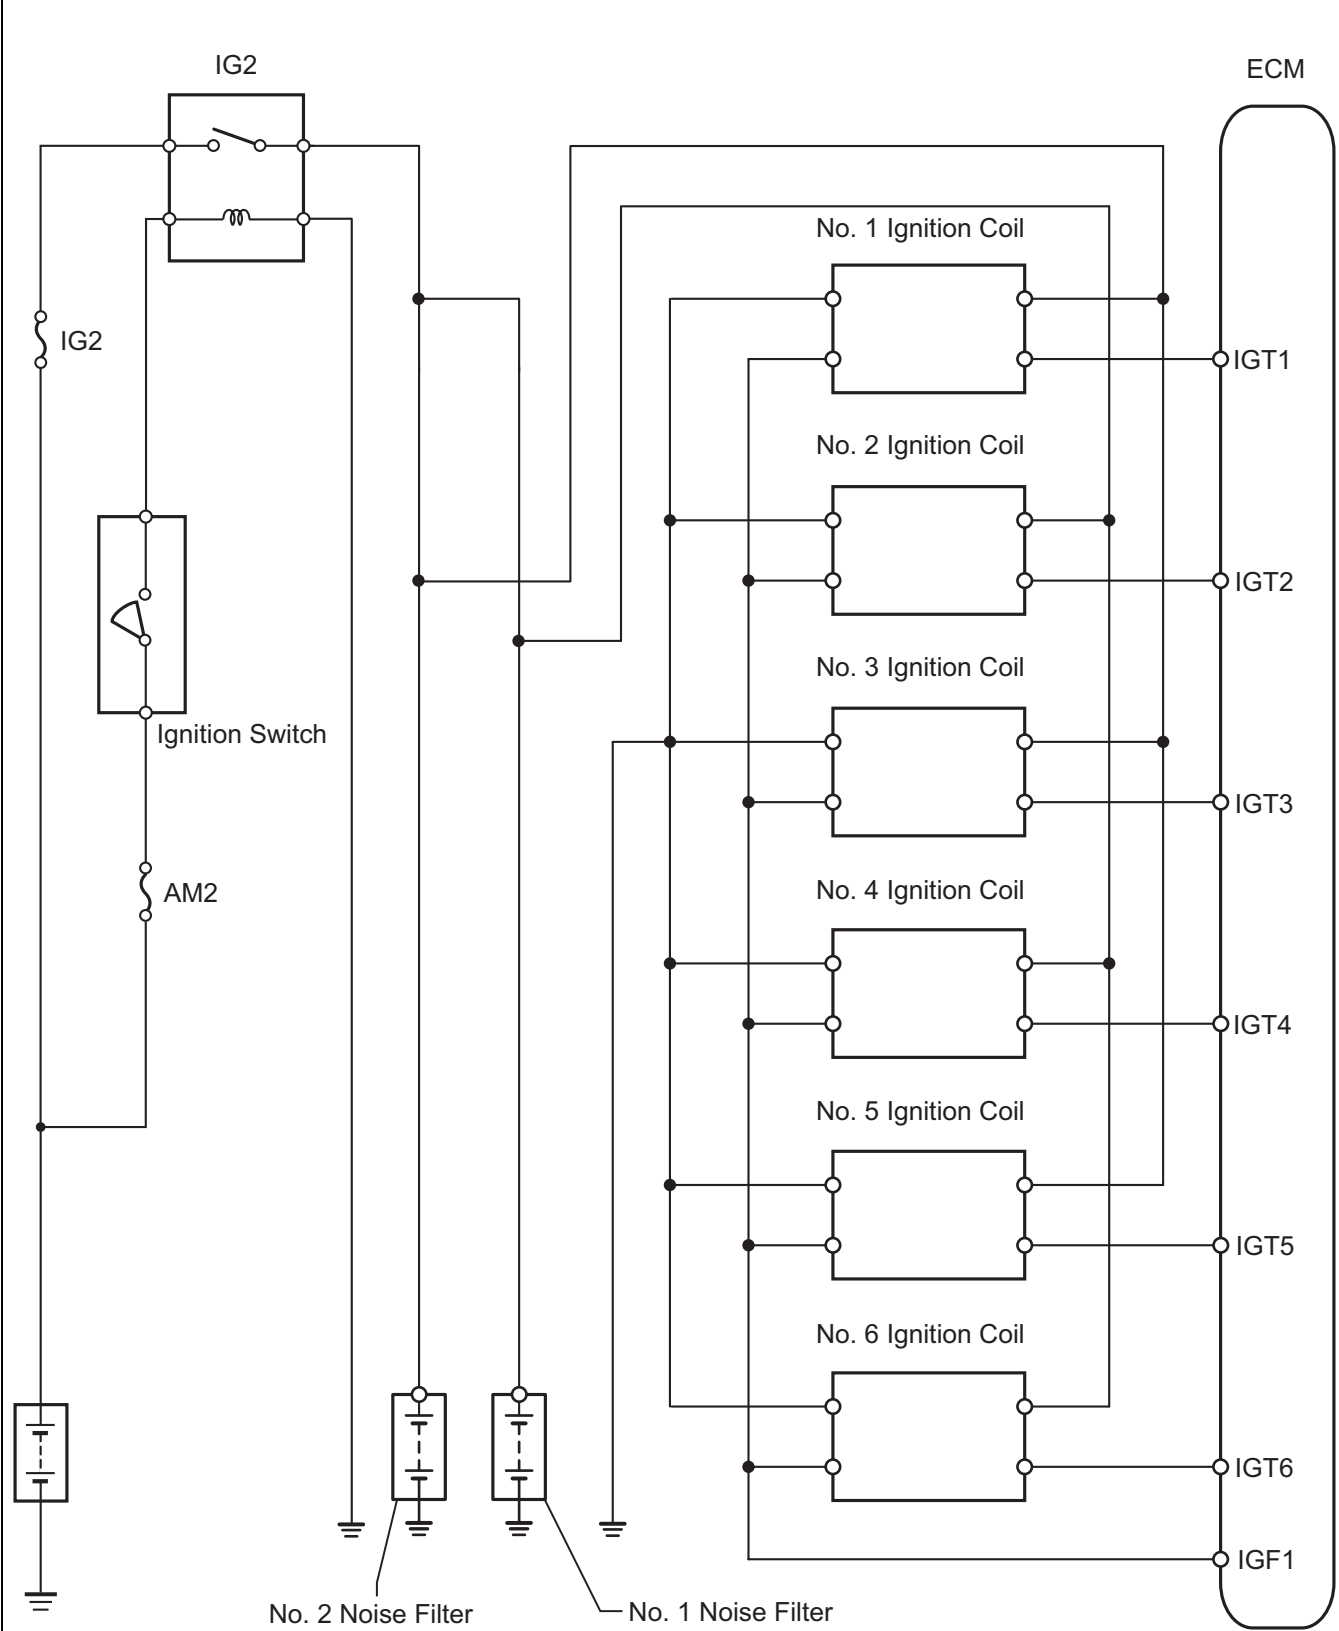 IG2
ECM
No. 1 Ignition Coil
IG2
IGT1
No. 2 Ignition Coil
IGT2
No. 3 Ignition Coil
Ignition Switch
IGT3
No. 4 Ignition Coil
AM2
IGT4
No. 5 Ignition Coil
IGT5
No. 6 Ignition Coil
IGT6
IGF1
No. 2 Noise Filter
No. 1 Noise Filter